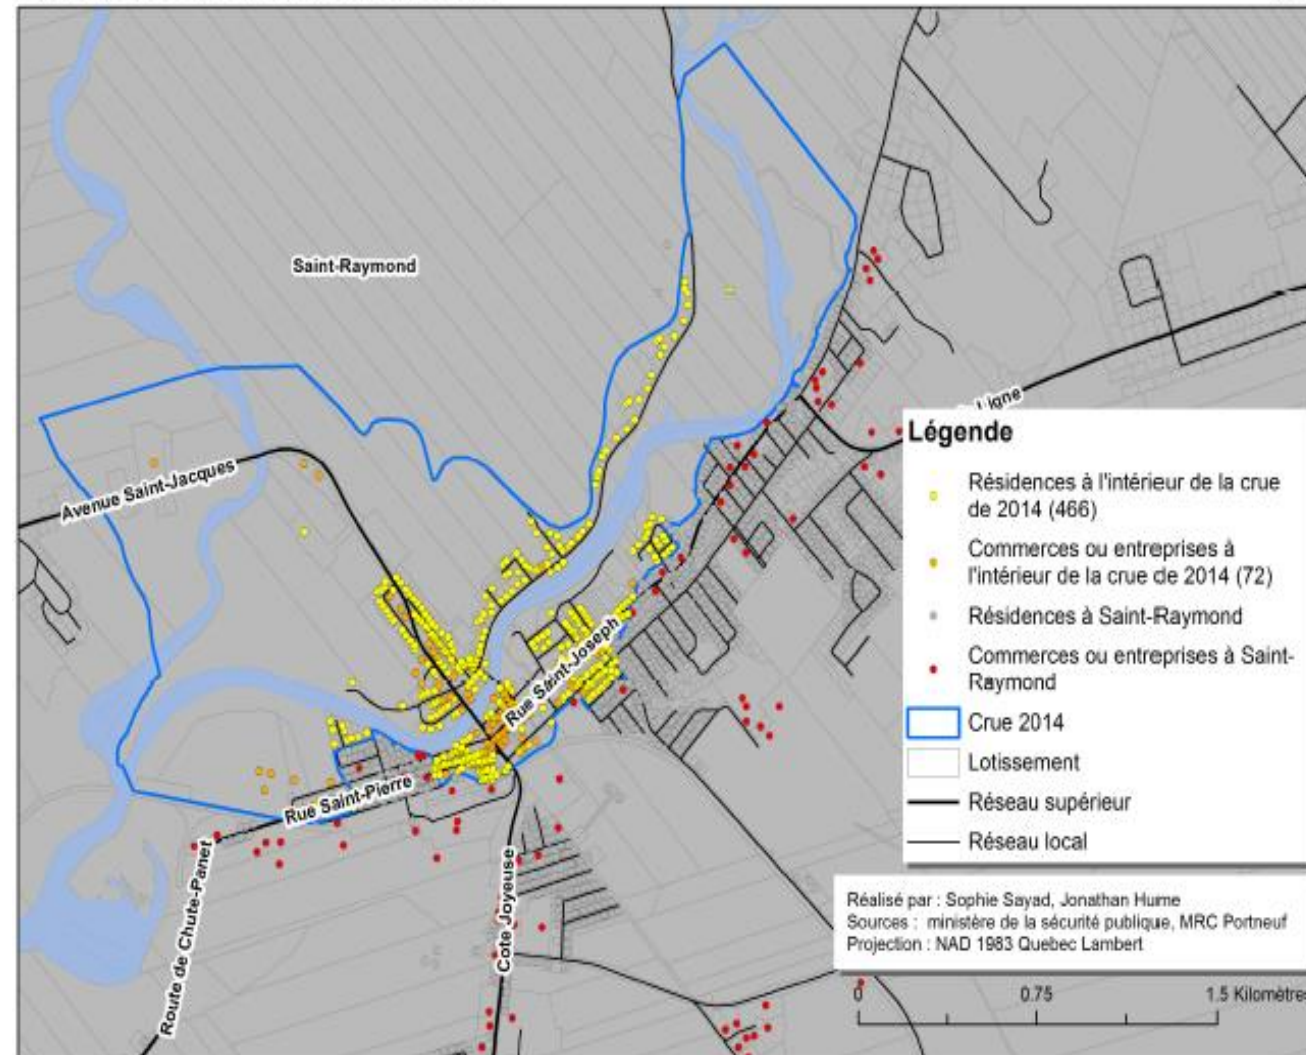 Saint-Raymond
Ligne
Avenue Saint-Jacques
Rue Saint-Joseph
Rue Saint-Pierre
Route de Chute-Panet
Cote Joyeuse
Légende
Résidences à l'intérieur de la crue
de 2014 (466)
Commerces ou entreprises à
l'intérieur de la crue de 2014 (72)
Résidences à Saint-Raymond
Commerces ou entreprises à Saint-
Raymond
Crue 2014
Lotissement
Réseau supérieur
Réseau local
Réalisé par : Sophie Sayad, Jonathan Hume
Sources : ministère de la sécurité publique, MRC Portneuf
Projection : NAD 1983 Quebec Lambert
0 0.75 1.5 Kilomètres